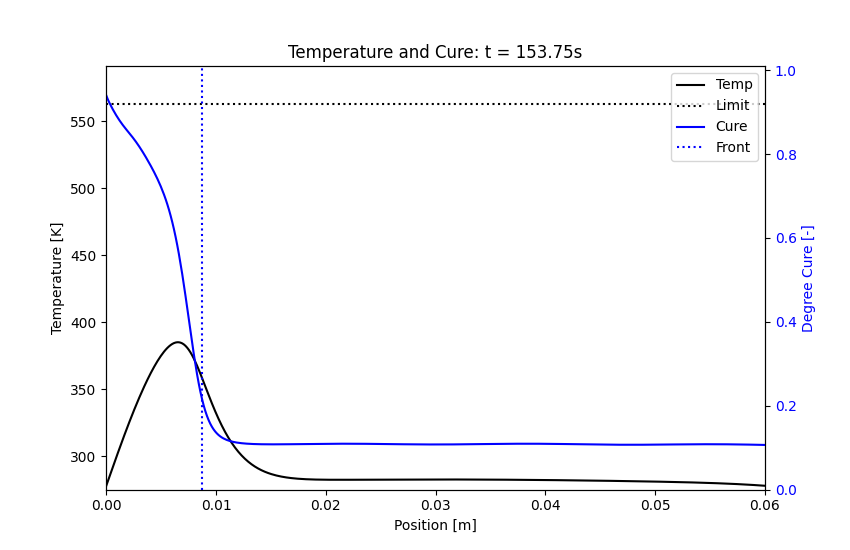 Temperature and Cure: t = 153.75s
Temperature [K]
550
500
450
400
350
300
Temp
Limit
Cure
Front
1.0
0.8
0.6
0.4
0.2
0.0
Degree Cure [-]
0.00 0.01 0.02 0.03 0.04 0.05 0.06
Position [m]